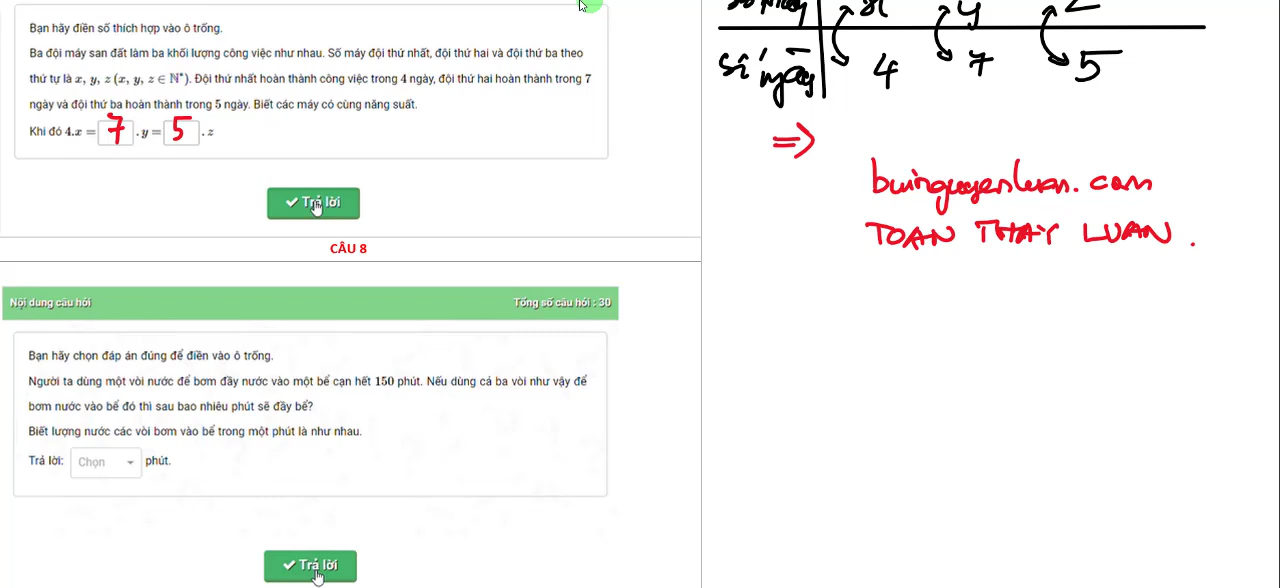 Bạn hãy điền số thích hợp vào ô trống.
Ba đội máy san đất làm ba khối lượng công việc như nhau. Số máy đội thứ nhất, đội thứ hai và đội thứ ba theo
thứ tự là x, y, z (x, y, z ∈ N*). Đội thứ nhất hoàn thành công việc trong 4 ngày, đội thứ hai hoàn thành trong 7
ngày và đội thứ ba hoàn thành trong 5 ngày. Biết các máy có cùng năng suất.
Khi đó 4.x = 7 . y = 5 . z
✔ Trả lời
CÂU 8
Nội dung câu hỏi
Tổng số câu hỏi : 30
Bạn hãy chọn đáp án đúng để điền vào ô trống.
Người ta dùng một vòi nước để bơm đầy nước vào một bể cạn hết 150 phút. Nếu dùng cả ba vòi như vậy để
bơm nước vào bể đó thì sau bao nhiêu phút sẽ đầy bể?
Biết lượng nước các vòi bơm vào bể trong một phút là như nhau.
Trả lời: Chọn phút.
✔ Trả lời
x y z
số ngày 4 7 5
=>
buinguyenluan.com
TOAN THAY LUAN.